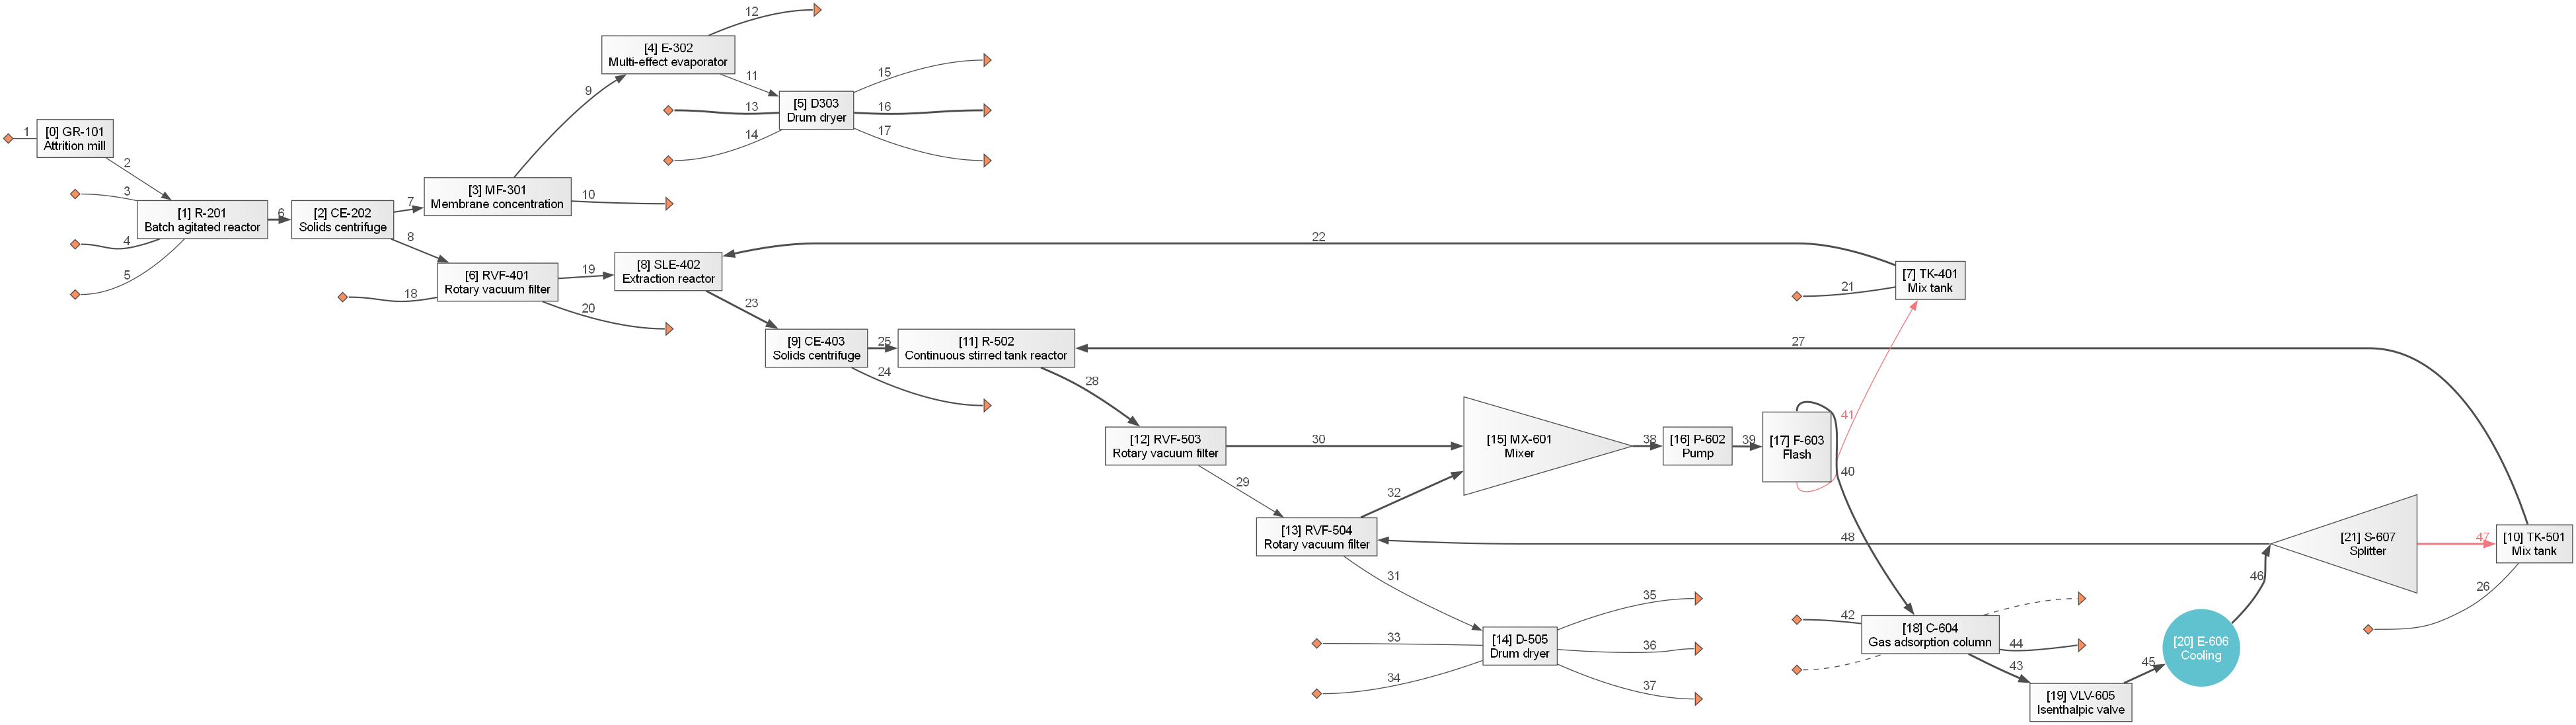 12
[4] E-302
Multi-effect evaporator
15
11
9
[5] D303
Drum dryer
13
16
1
[0] GR-101
Attrition mill
14
17
2
3
[3] MF-301
Membrane concentration
10
[1] R-201
Batch agitated reactor
6
[2] CE-202
Solids centrifuge
7
4
8
22
5
[6] RVF-401
Rotary vacuum filter
19
[8] SLE-402
Extraction reactor
[7] TK-401
Mix tank
18
21
20
23
[9] CE-403
Solids centrifuge
25
[11] R-502
Continuous stirred tank reactor
27
24
28
41
[12] RVF-503
Rotary vacuum filter
30
[15] MX-601
Mixer
38
[16] P-602
Pump
39
[17] F-603
Flash
40
29
32
[13] RVF-504
Rotary vacuum filter
48
[21] S-607
Splitter
47
[10] TK-501
Mix tank
31
46
26
35
42
33
[14] D-505
Drum dryer
36
[18] C-604
Gas adsorption column
44
[20] E-606
Cooling
43
45
34
37
[19] VLV-605
Isenthalpic valve